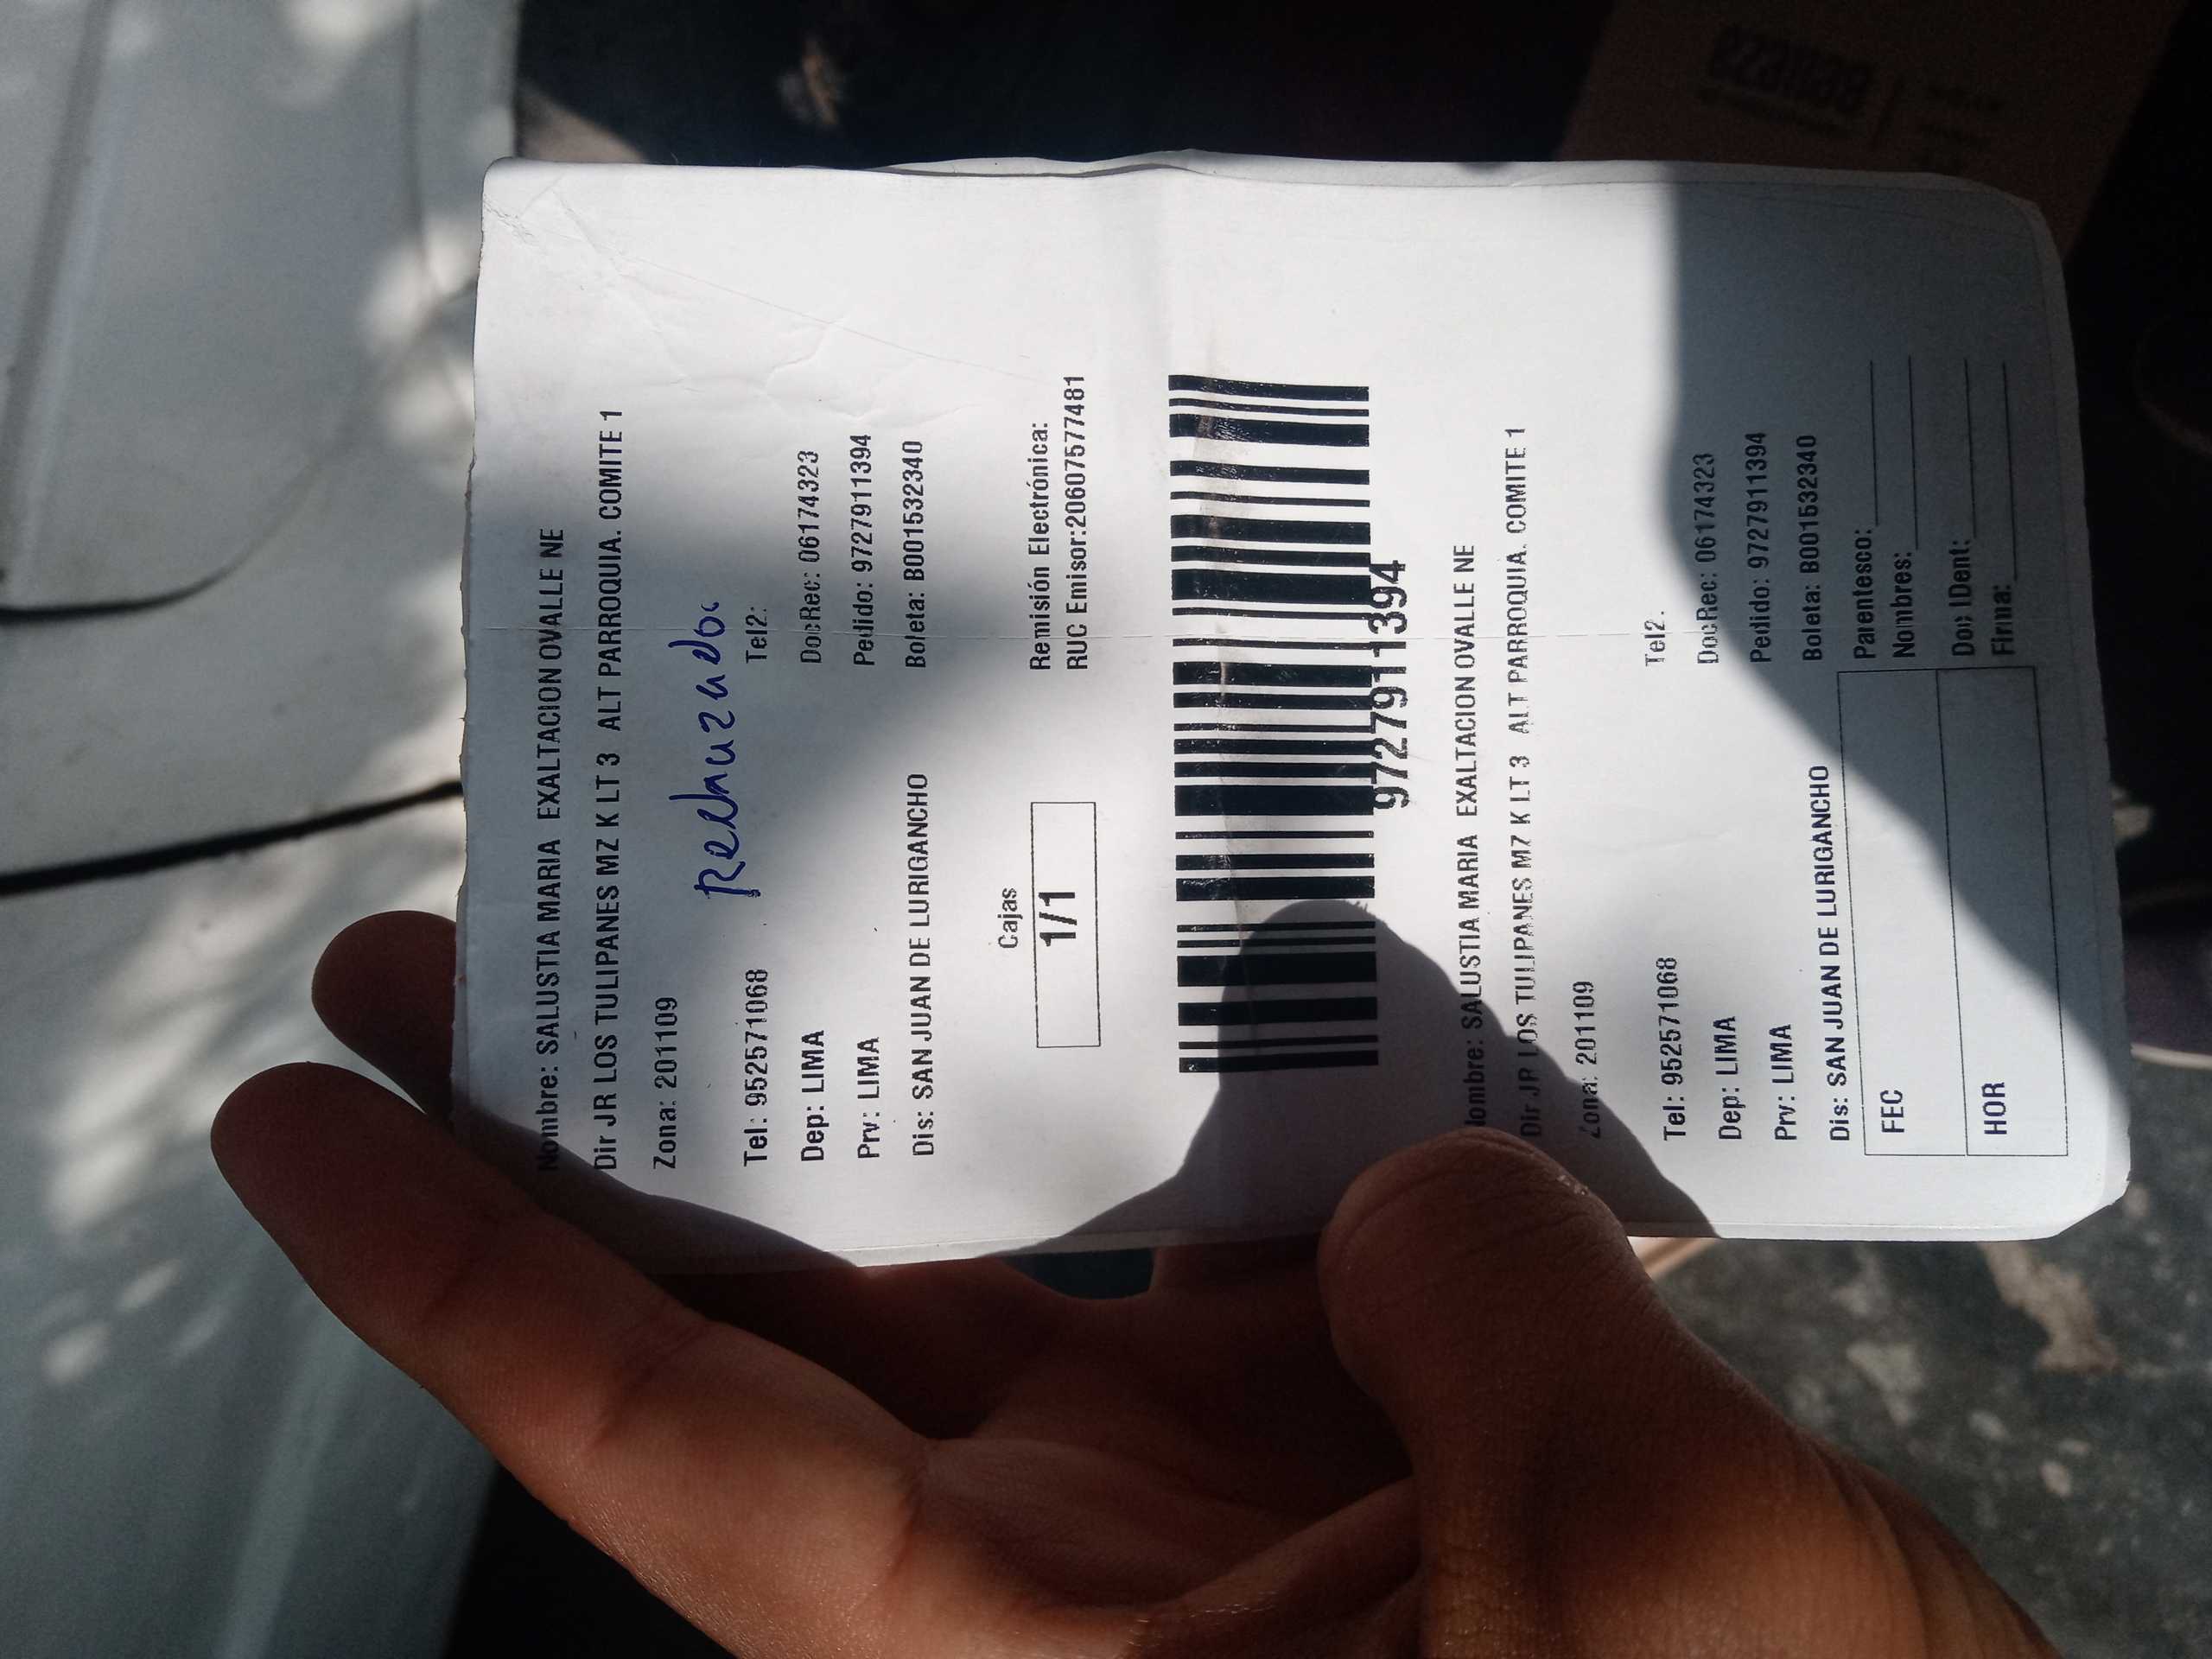 Nombre: SALUSTIA MARIA EXALTACION OVALLE NE
Dir JR LOS TULIPANES MZ K LT 3 ALT PARROQUIA. COMITE 1
Zona: 201109
Rechazado.
Tel: 952571068 Tel2:
Dep: LIMA DocRec: 06174323
Prv: LIMA Pedido: 9727911394
Dis: SAN JUAN DE LURIGANCHO Boleta: B001532340
Cajas
1/1
Remisión Electrónica:
RUC Emisor:20607577481
9727911394
Nombre: SALUSTIA MARIA EXALTACION OVALLE NE
Dir JR LOS TULIPANES MZ K LT 3 ALT PARROQUIA. COMITE 1
Zona: 201109
Tel: 952571068 Tel2:
Dep: LIMA DocRec: 06174323
Prv: LIMA Pedido: 9727911394
Dis: SAN JUAN DE LURIGANCHO Boleta: B001532340
FEC
HOR
Parentesco:
Nombres:
Doc IDent:
Firma: